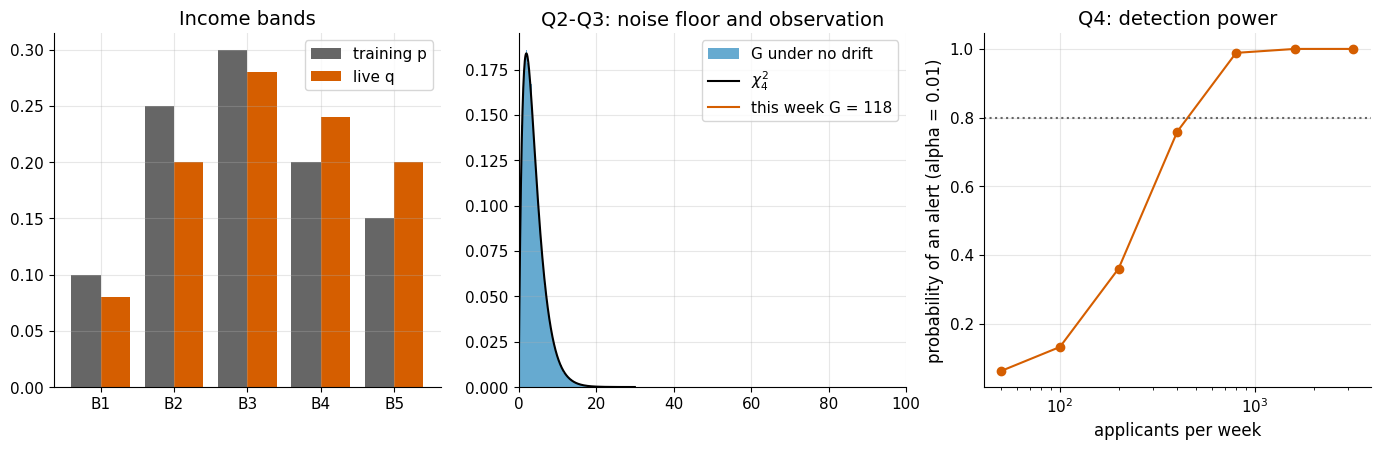 Income bands
training p
live q
0.30
0.25
0.20
0.15
0.10
0.05
0.00
B1
B2
B3
B4
B5
Q2-Q3: noise floor and observation
G under no drift
χ²₄
this week G = 118
0.175
0.150
0.125
0.100
0.075
0.050
0.025
0.000
0
20
40
60
80
100
Q4: detection power
probability of an alert (alpha = 0.01)
1.0
0.8
0.6
0.4
0.2
10²
10³
applicants per week